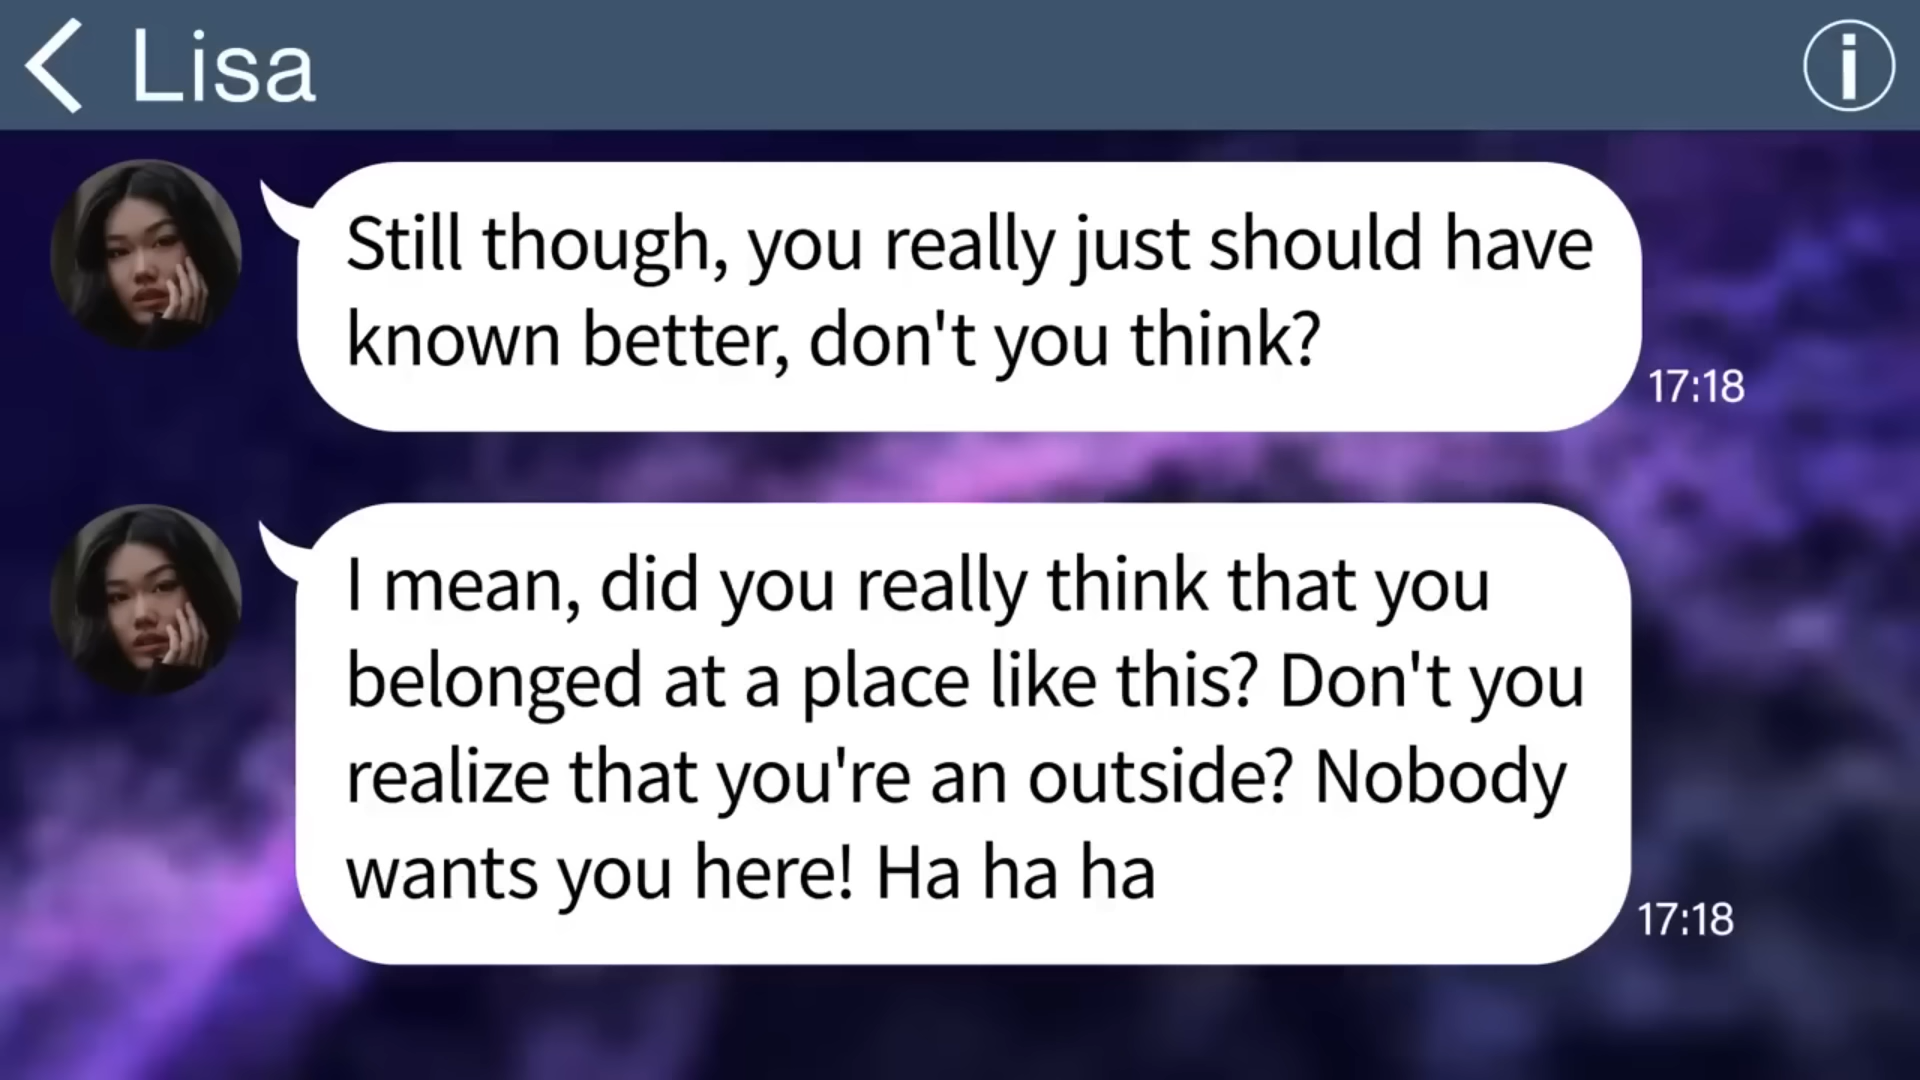 Lisa
Still though, you really just should have
known better, don't you think?
17:18
I mean, did you really think that you
belonged at a place like this? Don't you
realize that you're an outside? Nobody
wants you here! Ha ha ha
17:18